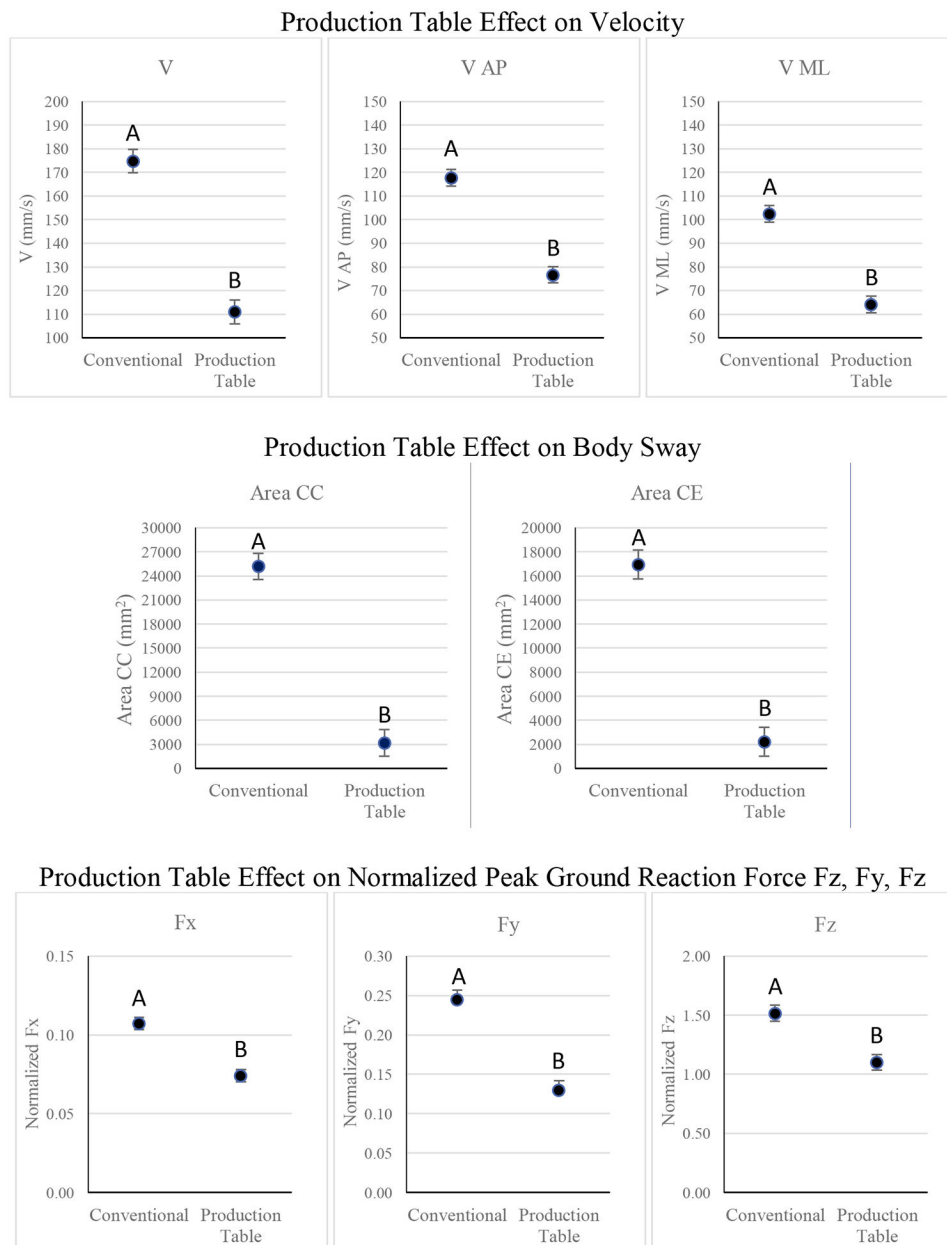 Production Table Effect on Velocity
V
V AP
V ML
200
190
180
170
160
150
140
130
120
110
100
V (mm/s)
A
B
Conventional
Production
Table
150
140
130
120
110
100
90
80
70
60
50
V AP (mm/s)
A
B
Conventional
Production
Table
150
140
130
120
110
100
90
80
70
60
50
V ML (mm/s)
A
B
Conventional
Production
Table
Production Table Effect on Body Sway
Area CC
Area CE
30000
27000
24000
21000
18000
15000
12000
9000
6000
3000
0
Area CC (mm²)
A
B
Conventional
Production
Table
20000
18000
16000
14000
12000
10000
8000
6000
4000
2000
0
Area CE (mm²)
A
B
Conventional
Production
Table
Production Table Effect on Normalized Peak Ground Reaction Force Fz, Fy, Fz
Fx
Fy
Fz
0.15
0.10
0.05
0.00
Normalized Fx
A
B
Conventional
Production
Table
0.30
0.25
0.20
0.15
0.10
0.05
0.00
Normalized Fy
A
B
Conventional
Production
Table
2.00
1.50
1.00
0.50
0.00
Normalized Fz
A
B
Conventional
Production
Table